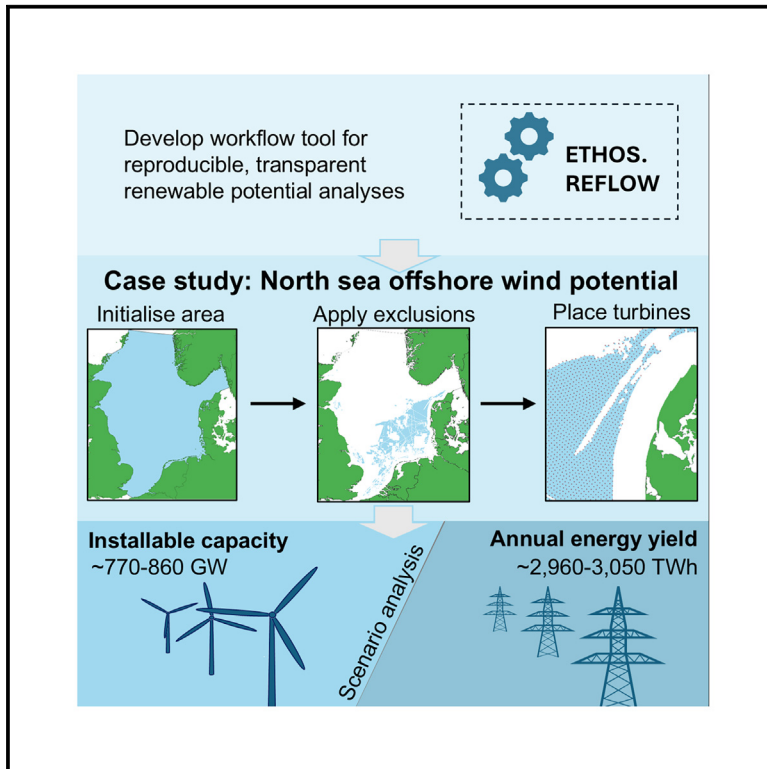 Develop workflow tool for
reproducible, transparent
renewable potential analyses
ETHOS.
REFLOW
Case study: North sea offshore wind potential
Initialise area
Apply exclusions
Place turbines
Installable capacity
~770-860 GW
Scenario analysis
Annual energy yield
~2,960-3,050 TWh